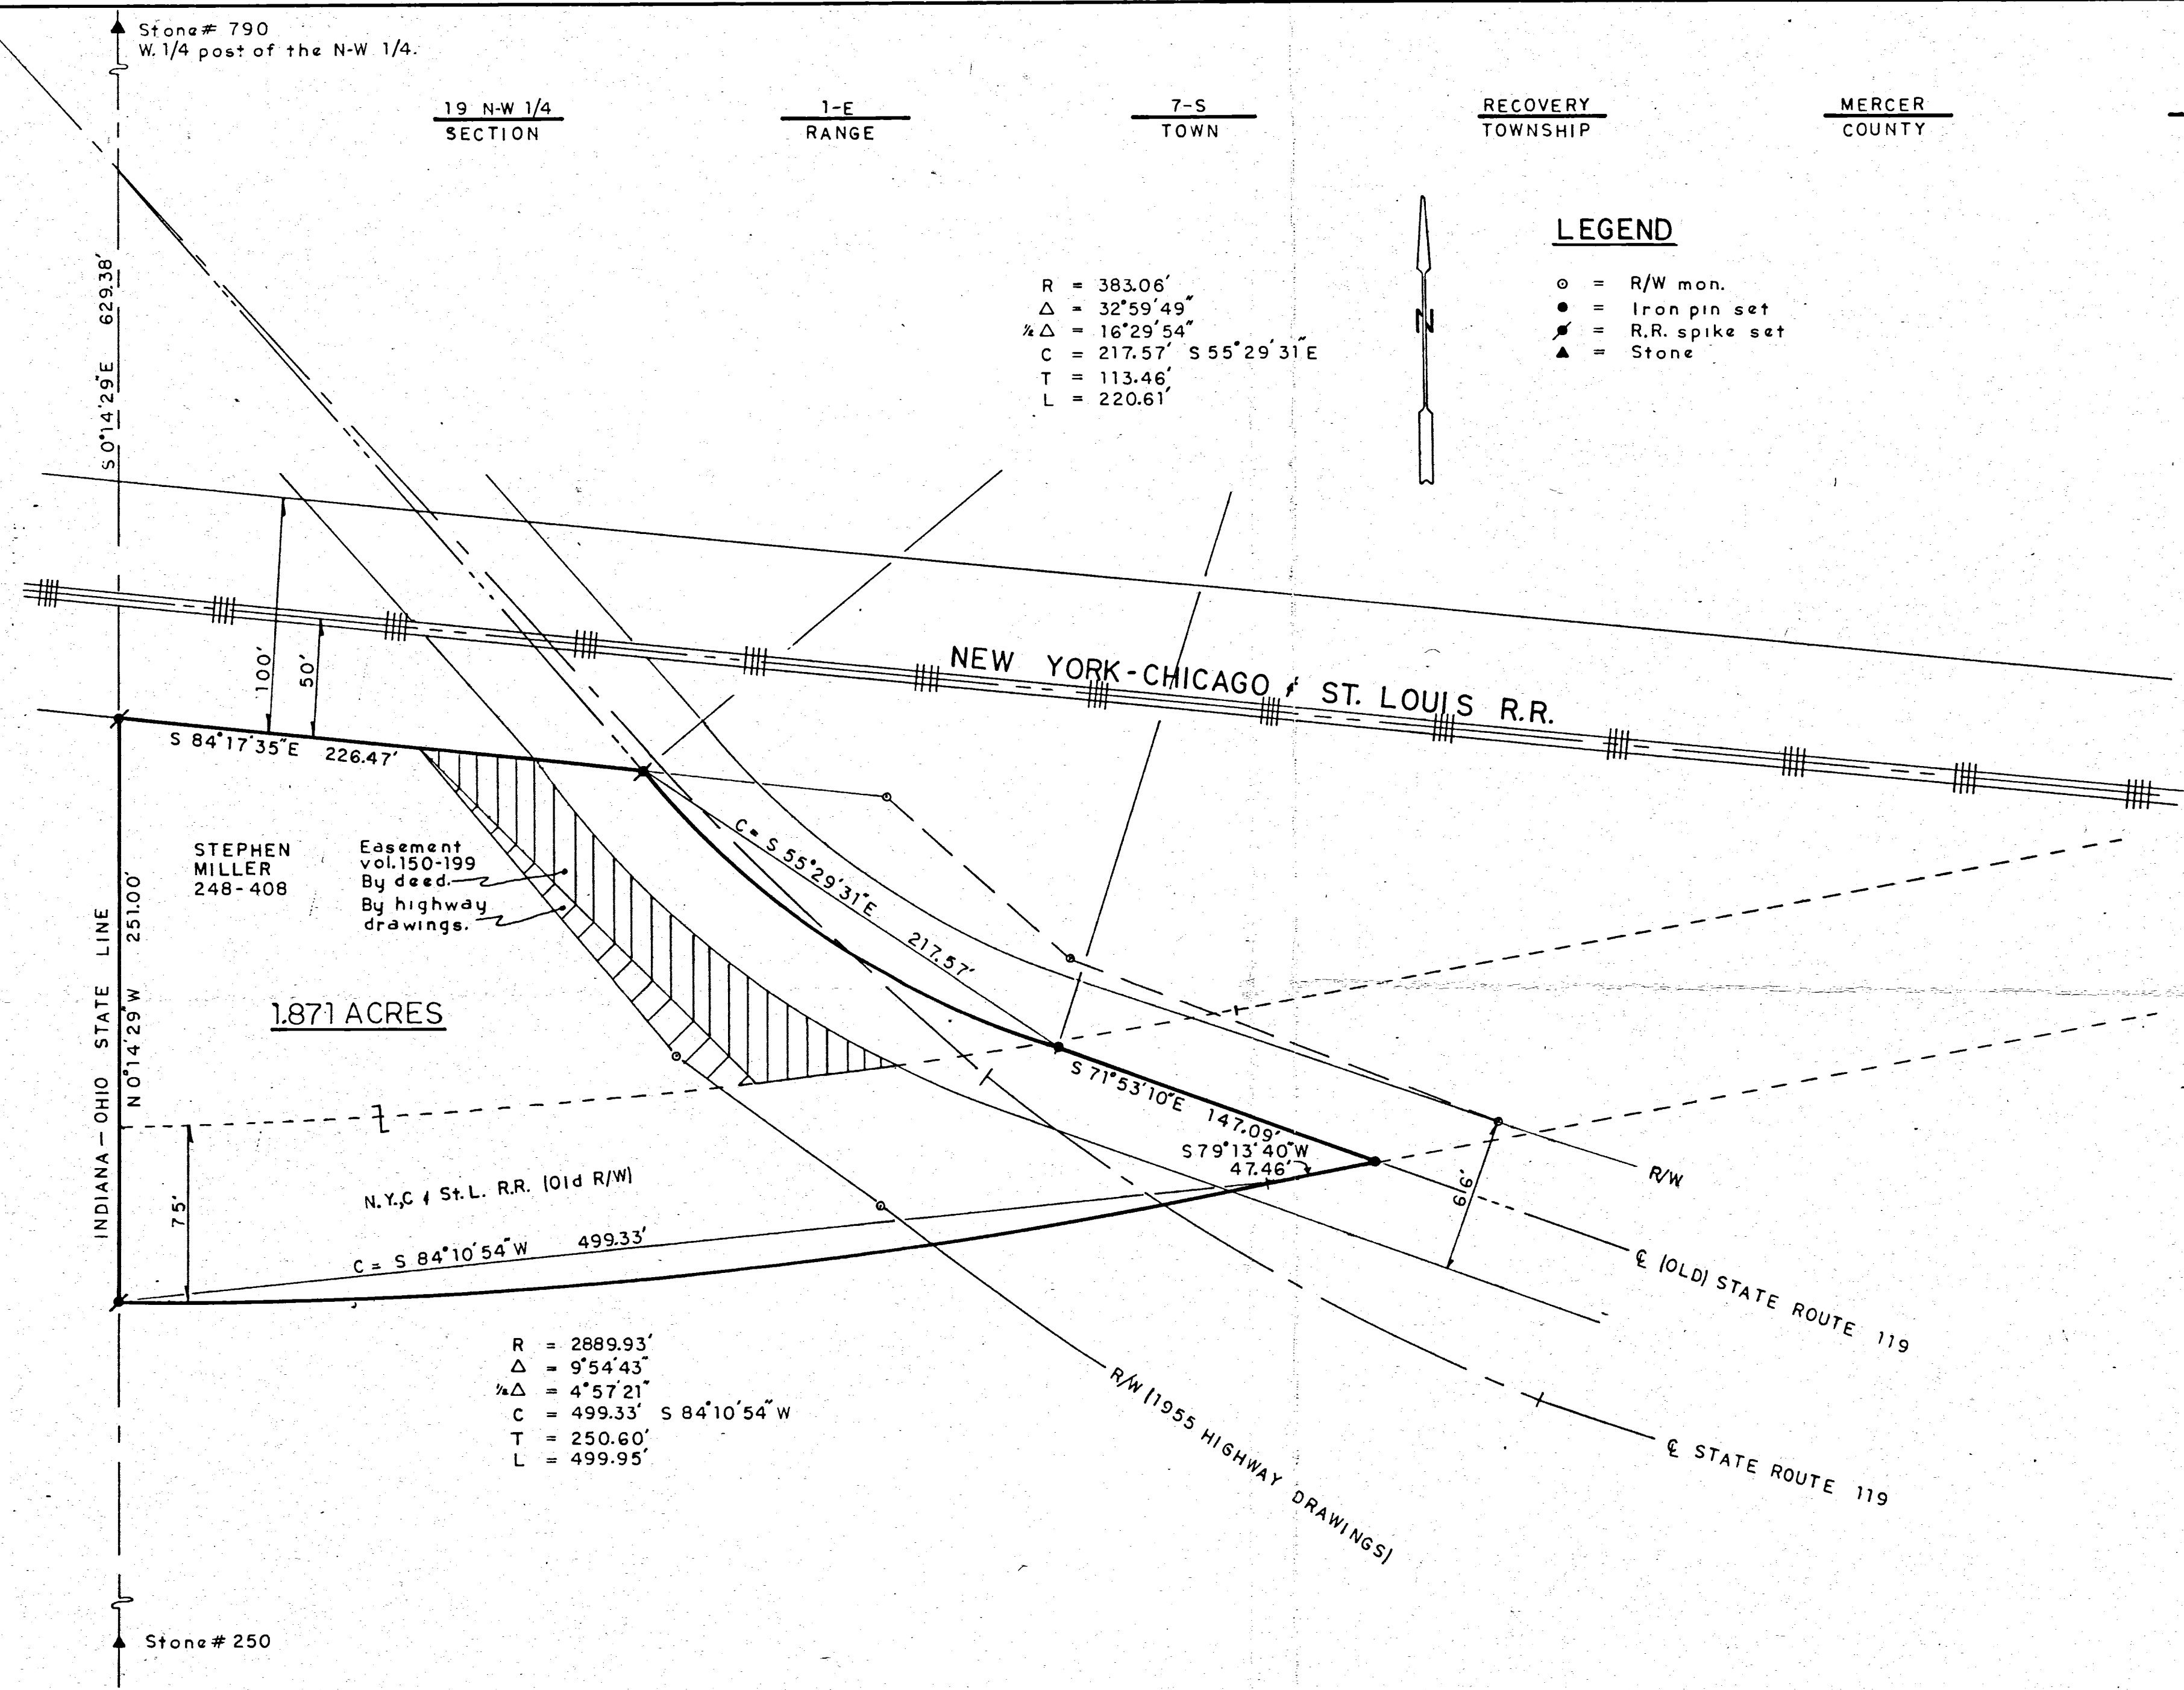 Stone# 790
W. 1/4 post of the N-W 1/4.
19 N-W 1/4
SECTION
1-E
RANGE
7-S
TOWN
RECOVERY
TOWNSHIP
MERCER
COUNTY
S 0°14'29"E 629.38'
R = 383.06'
Δ = 32°59'49"
½ Δ = 16°29'54"
C = 217.57' S 55°29'31"E
T = 113.46'
L = 220.61'
N
LEGEND
⊙ = R/W mon.
● = Iron pin set
= R.R. spike set
▲ = Stone
100'
50'
NEW YORK-CHICAGO & ST. LOUIS R.R.
S 84°17'35"E 226.47'
STEPHEN
MILLER
248-408
Easement
vol.150-199
By deed.
By highway
drawings.
C = S 55°29'31"E 217.57'
INDIANA-OHIO STATE LINE
N 0°14'29"W 251.00'
1.871 ACRES
S 71°53'10"E 147.09'
S 79°13'40"W
47.46'
75'
N.Y.,C & St.L. R.R. (Old R/W)
C = S 84°10'54"W 499.33'
R/W
61.6'
℄ (OLD) STATE ROUTE 119
R = 2889.93'
Δ = 9°54'43"
½Δ = 4°57'21"
C = 499.33' S 84°10'54"W
T = 250.60'
L = 499.95'
R/W (1955 HIGHWAY DRAWINGS)
℄ STATE ROUTE 119
Stone# 250